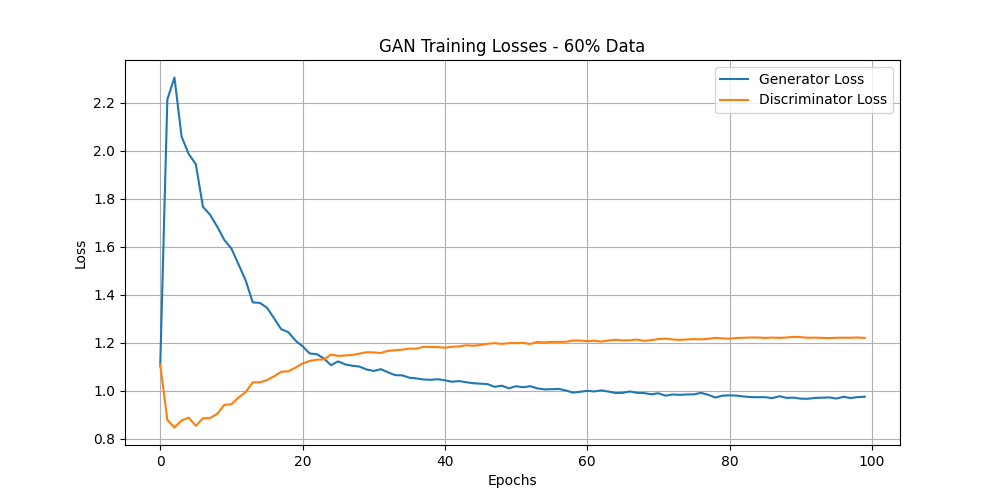 GAN Training Losses - 60% Data
Generator Loss
Discriminator Loss
2.2
2.0
1.8
1.6
1.4
1.2
1.0
0.8
Loss
0 20 40 60 80 100
Epochs